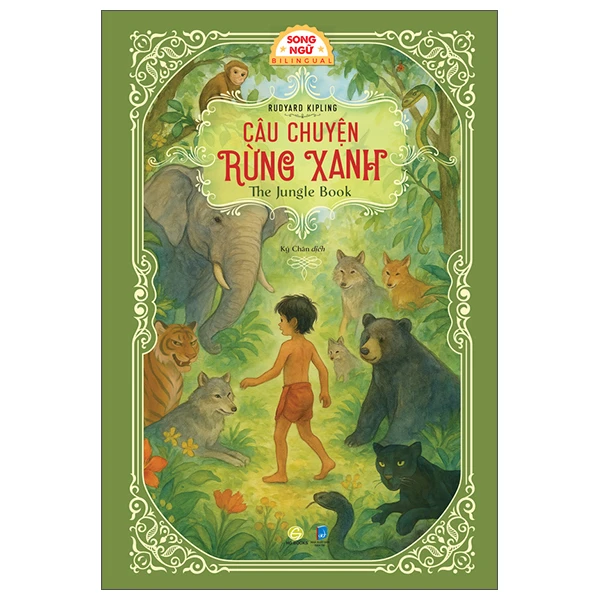 SONG
NGỮ
BILINGUAL
RUDYARD KIPLING
CÂU CHUYỆN
RỪNG XANH
The Jungle Book
Kỳ Chân dịch